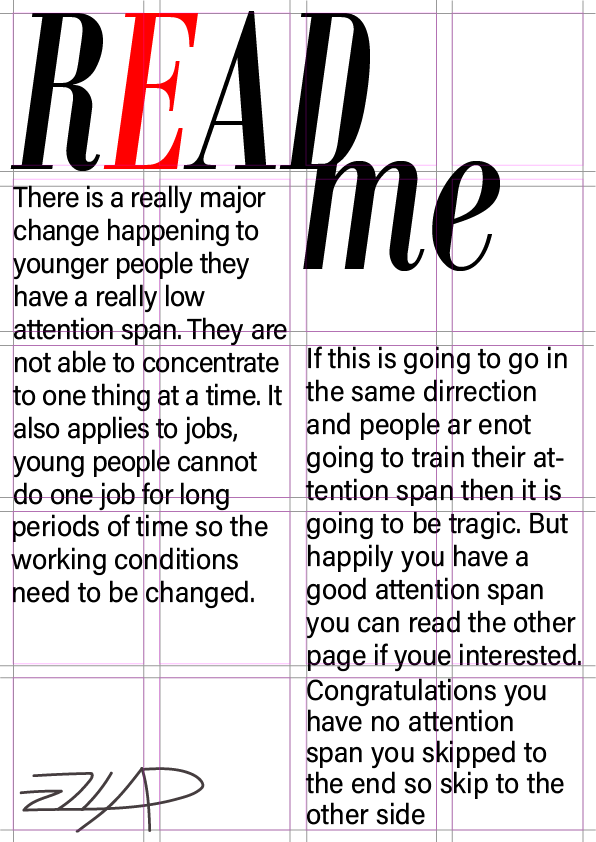 READ
me
There is a really major
change happening to
younger people they
have a really low
attention span. They are
not able to concentrate
to one thing at a time. It
also applies to jobs,
young people cannot
do one job for long
periods of time so the
working conditions
need to be changed.
If this is going to go in
the same dirrection
and people ar enot
going to train their at-
tention span then it is
going to be tragic. But
happily you have a
good attention span
you can read the other
page if youe interested.
Congratulations you
have no attention
span you skipped to
the end so skip to the
other side